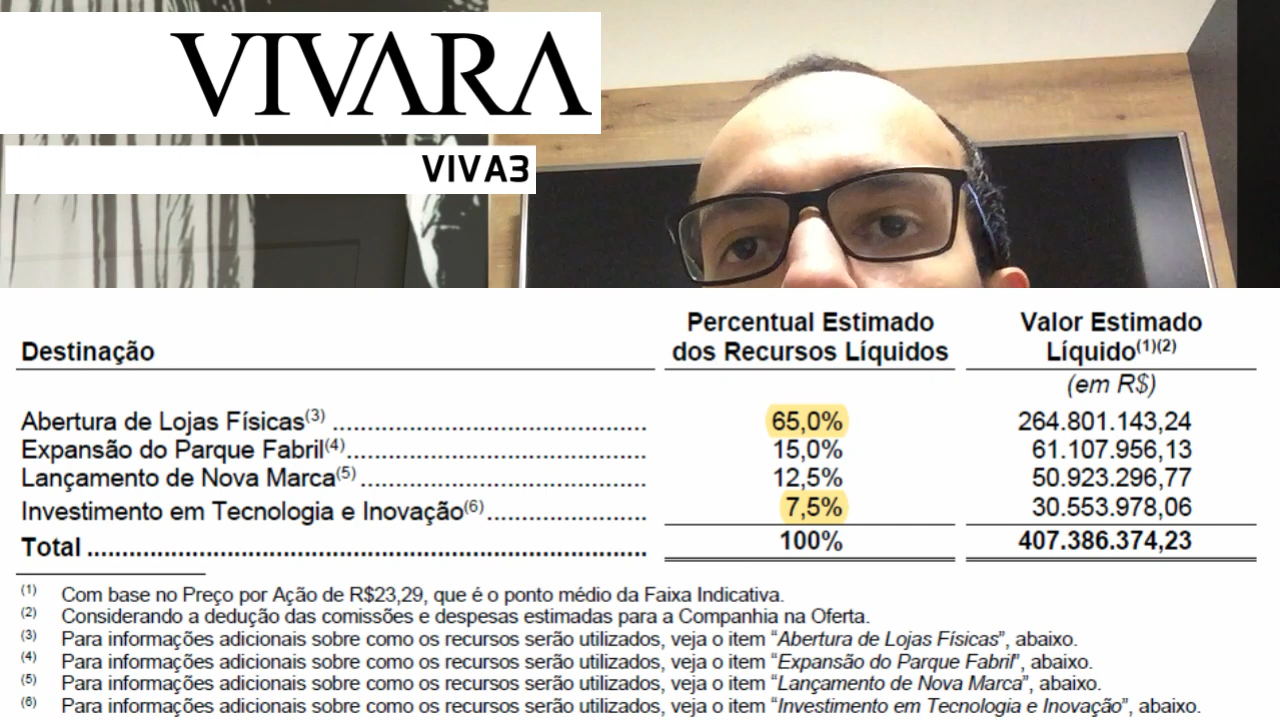 VIVARA
VIVA3
Destinação
Percentual Estimado
dos Recursos Líquidos
Valor Estimado
Líquido(1)(2)
(em R$)
Abertura de Lojas Físicas(3) ................................................ 65,0% 264.801.143,24
Expansão do Parque Fabril(4)............................................. 15,0% 61.107.956,13
Lançamento de Nova Marca(5) ........................................... 12,5% 50.923.296,77
Investimento em Tecnologia e Inovação(6)........................ 7,5% 30.553.978,06
Total ................................................................................... 100% 407.386.374,23
(1) Com base no Preço por Ação de R$23,29, que é o ponto médio da Faixa Indicativa.
(2) Considerando a dedução das comissões e despesas estimadas para a Companhia na Oferta.
(3) Para informações adicionais sobre como os recursos serão utilizados, veja o item “Abertura de Lojas Físicas”, abaixo.
(4) Para informações adicionais sobre como os recursos serão utilizados, veja o item “Expansão do Parque Fabril”, abaixo.
(5) Para informações adicionais sobre como os recursos serão utilizados, veja o item “Lançamento de Nova Marca”, abaixo.
(6) Para informações adicionais sobre como os recursos serão utilizados, veja o item “Investimento em Tecnologia e Inovação”, abaixo.